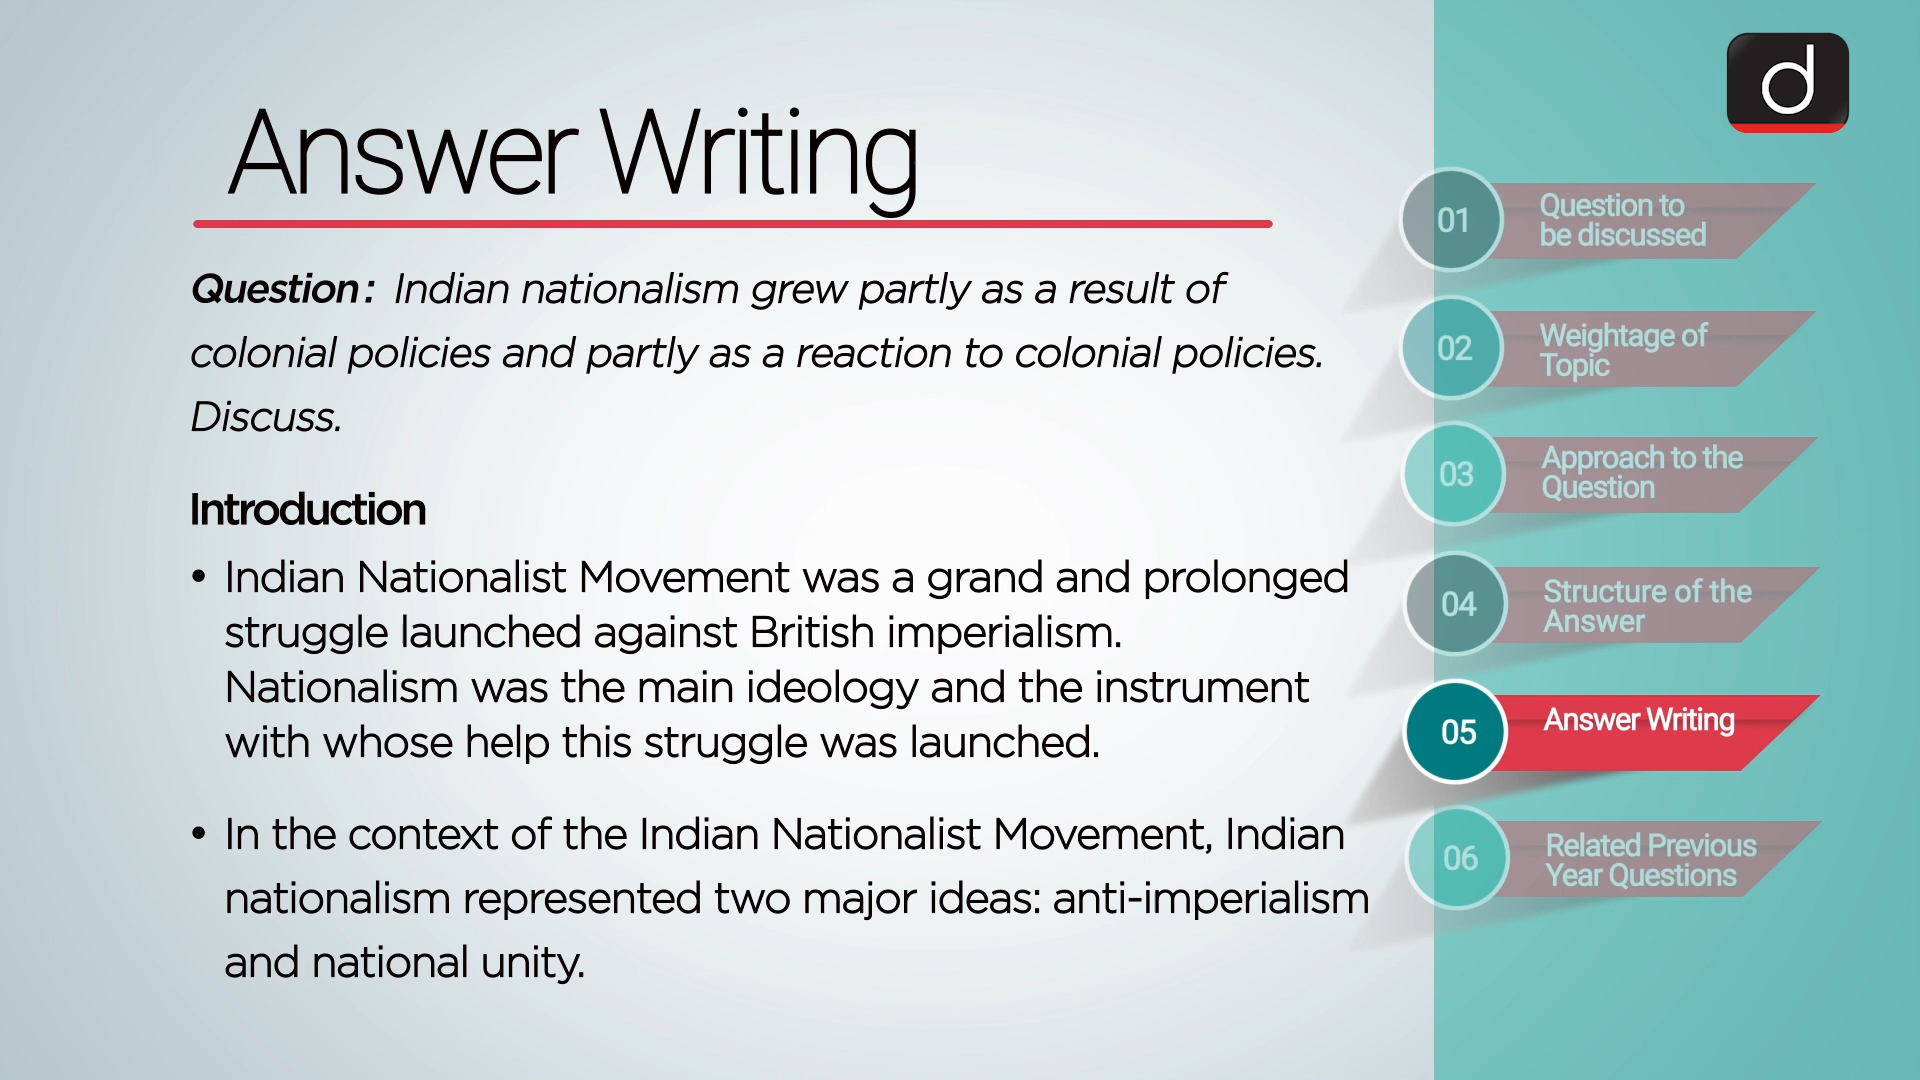 Answer Writing
Question : Indian nationalism grew partly as a result of
colonial policies and partly as a reaction to colonial policies.
Discuss.
Introduction
• Indian Nationalist Movement was a grand and prolonged
struggle launched against British imperialism.
Nationalism was the main ideology and the instrument
with whose help this struggle was launched.
• In the context of the Indian Nationalist Movement, Indian
nationalism represented two major ideas: anti-imperialism
and national unity.
d
01
Question to
be discussed
02
Weightage of
Topic
03
Approach to the
Question
04
Structure of the
Answer
05
Answer Writing
06
Related Previous
Year Questions